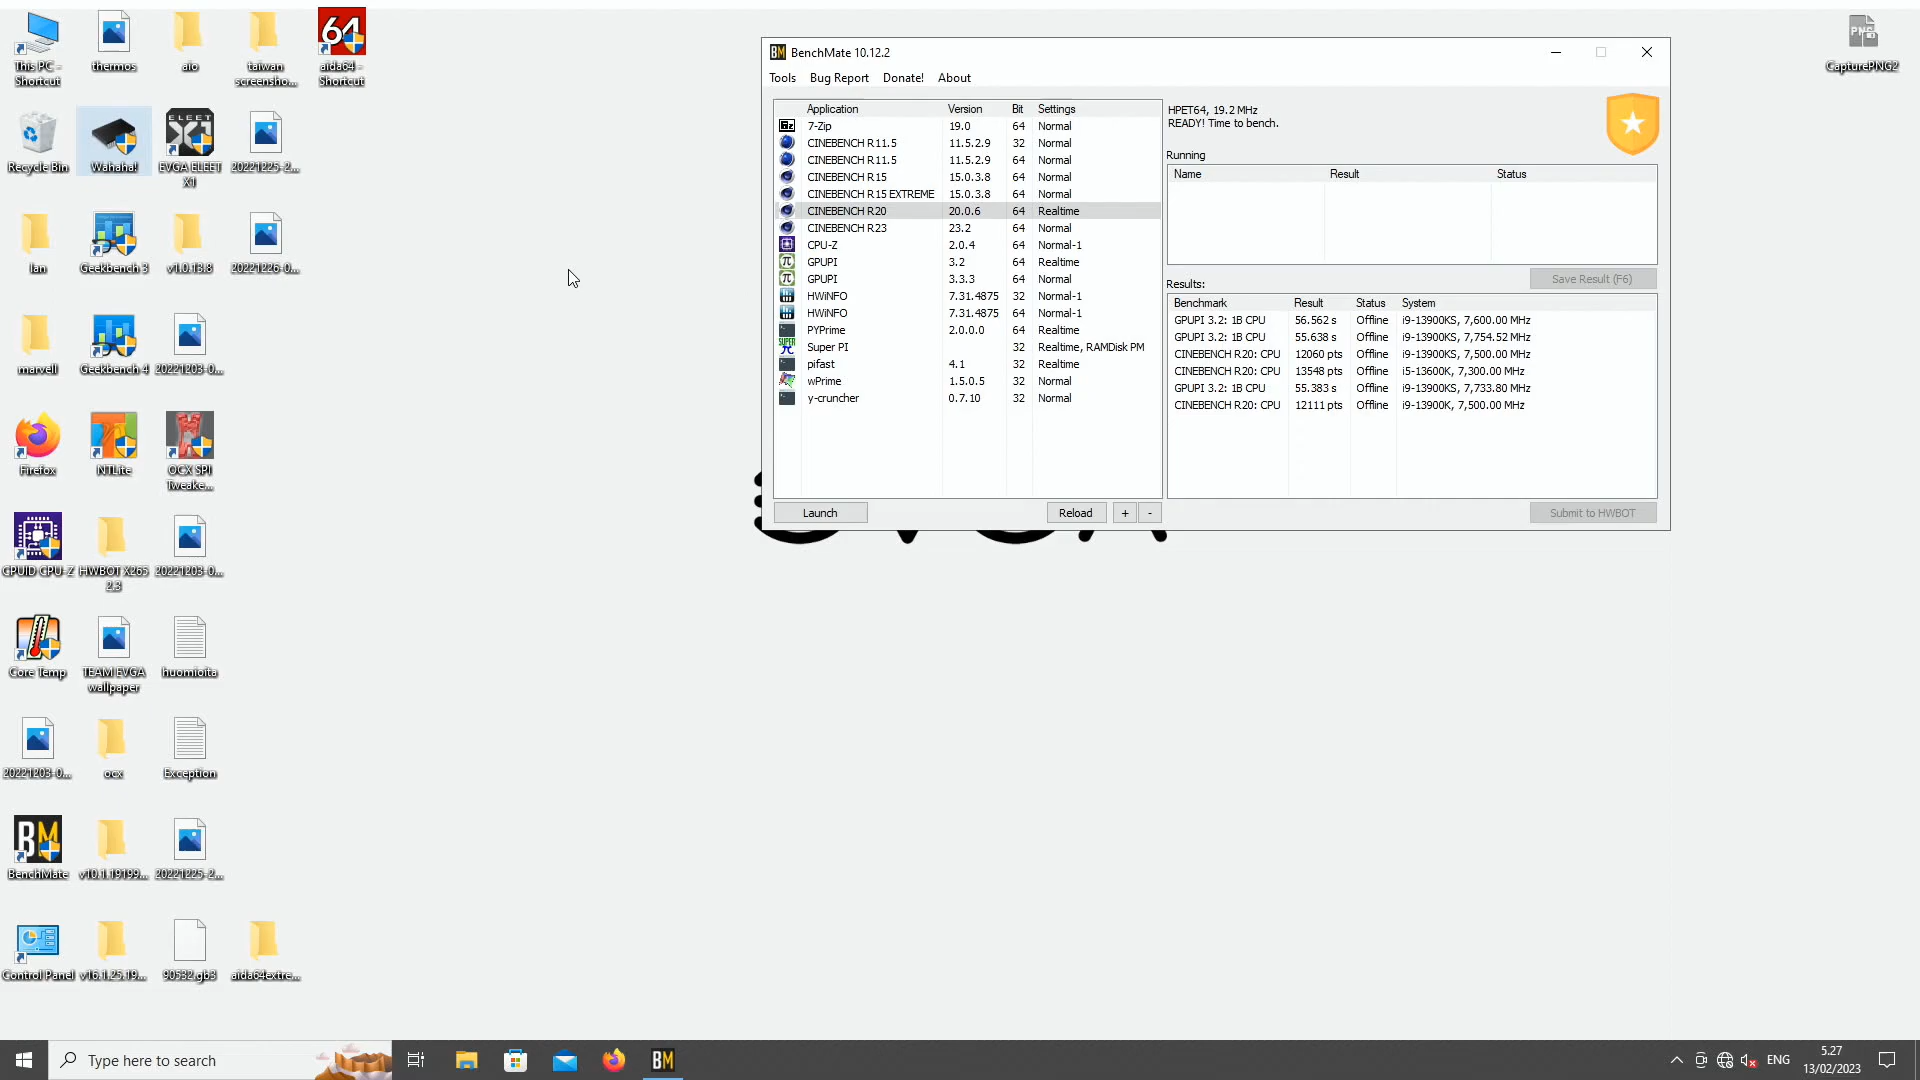 This PC - Shortcut
thermos
aio
taiwan screensho...
64
aida64 - Shortcut
CapturePNG2
Recycle Bin
Wahaha!
ELEET X1
EVGA ELEET X1
20221225-2...
lan
Geekbench 3
v1.0.13.8
20221226-0...
marvell
Geekbench 4
20221203-0...
Firefox
NTLite
OCX SPI Tweake...
CPUID CPU-Z
HWBOT X265 2.3
20221203-0...
Core Temp
TEAM EVGA wallpaper
huomioita
20221203-0...
ocx
Exception
BM
BenchMate
v10.1.19199...
20221225-2...
Control Panel
v16.1.25.19...
90532.gb3
aida64extre...
BM BenchMate 10.12.2
Tools Bug Report Donate! About
Application Version Bit Settings
7-Zip 19.0 64 Normal
CINEBENCH R11.5 11.5.2.9 32 Normal
CINEBENCH R11.5 11.5.2.9 64 Normal
CINEBENCH R15 15.0.3.8 64 Normal
CINEBENCH R15 EXTREME 15.0.3.8 64 Normal
CINEBENCH R20 20.0.6 64 Realtime
CINEBENCH R23 23.2 64 Normal
CPU-Z 2.0.4 64 Normal-1
GPUPI 3.2 64 Realtime
GPUPI 3.3.3 64 Normal
HWiNFO 7.31.4875 32 Normal-1
HWiNFO 7.31.4875 64 Normal-1
PYPrime 2.0.0.0 64 Realtime
Super PI 32 Realtime, RAMDisk PM
pifast 4.1 32 Realtime
wPrime 1.5.0.5 32 Normal
y-cruncher 0.7.10 32 Normal
Launch Reload + -
HPET64, 19.2 MHz
READY! Time to bench.
Running
Name Result Status
Save Result (F6)
Results:
Benchmark Result Status System
GPUPI 3.2: 1B CPU 56.562 s Offline i9-13900KS, 7,600.00 MHz
GPUPI 3.2: 1B CPU 55.638 s Offline i9-13900KS, 7,754.52 MHz
CINEBENCH R20: CPU 12060 pts Offline i9-13900KS, 7,500.00 MHz
CINEBENCH R20: CPU 13548 pts Offline i5-13600K, 7,300.00 MHz
GPUPI 3.2: 1B CPU 55.383 s Offline i9-13900KS, 7,733.80 MHz
CINEBENCH R20: CPU 12111 pts Offline i9-13900K, 7,500.00 MHz
Submit to HWBOT
Type here to search
BM
ENG
5.27
13/02/2023